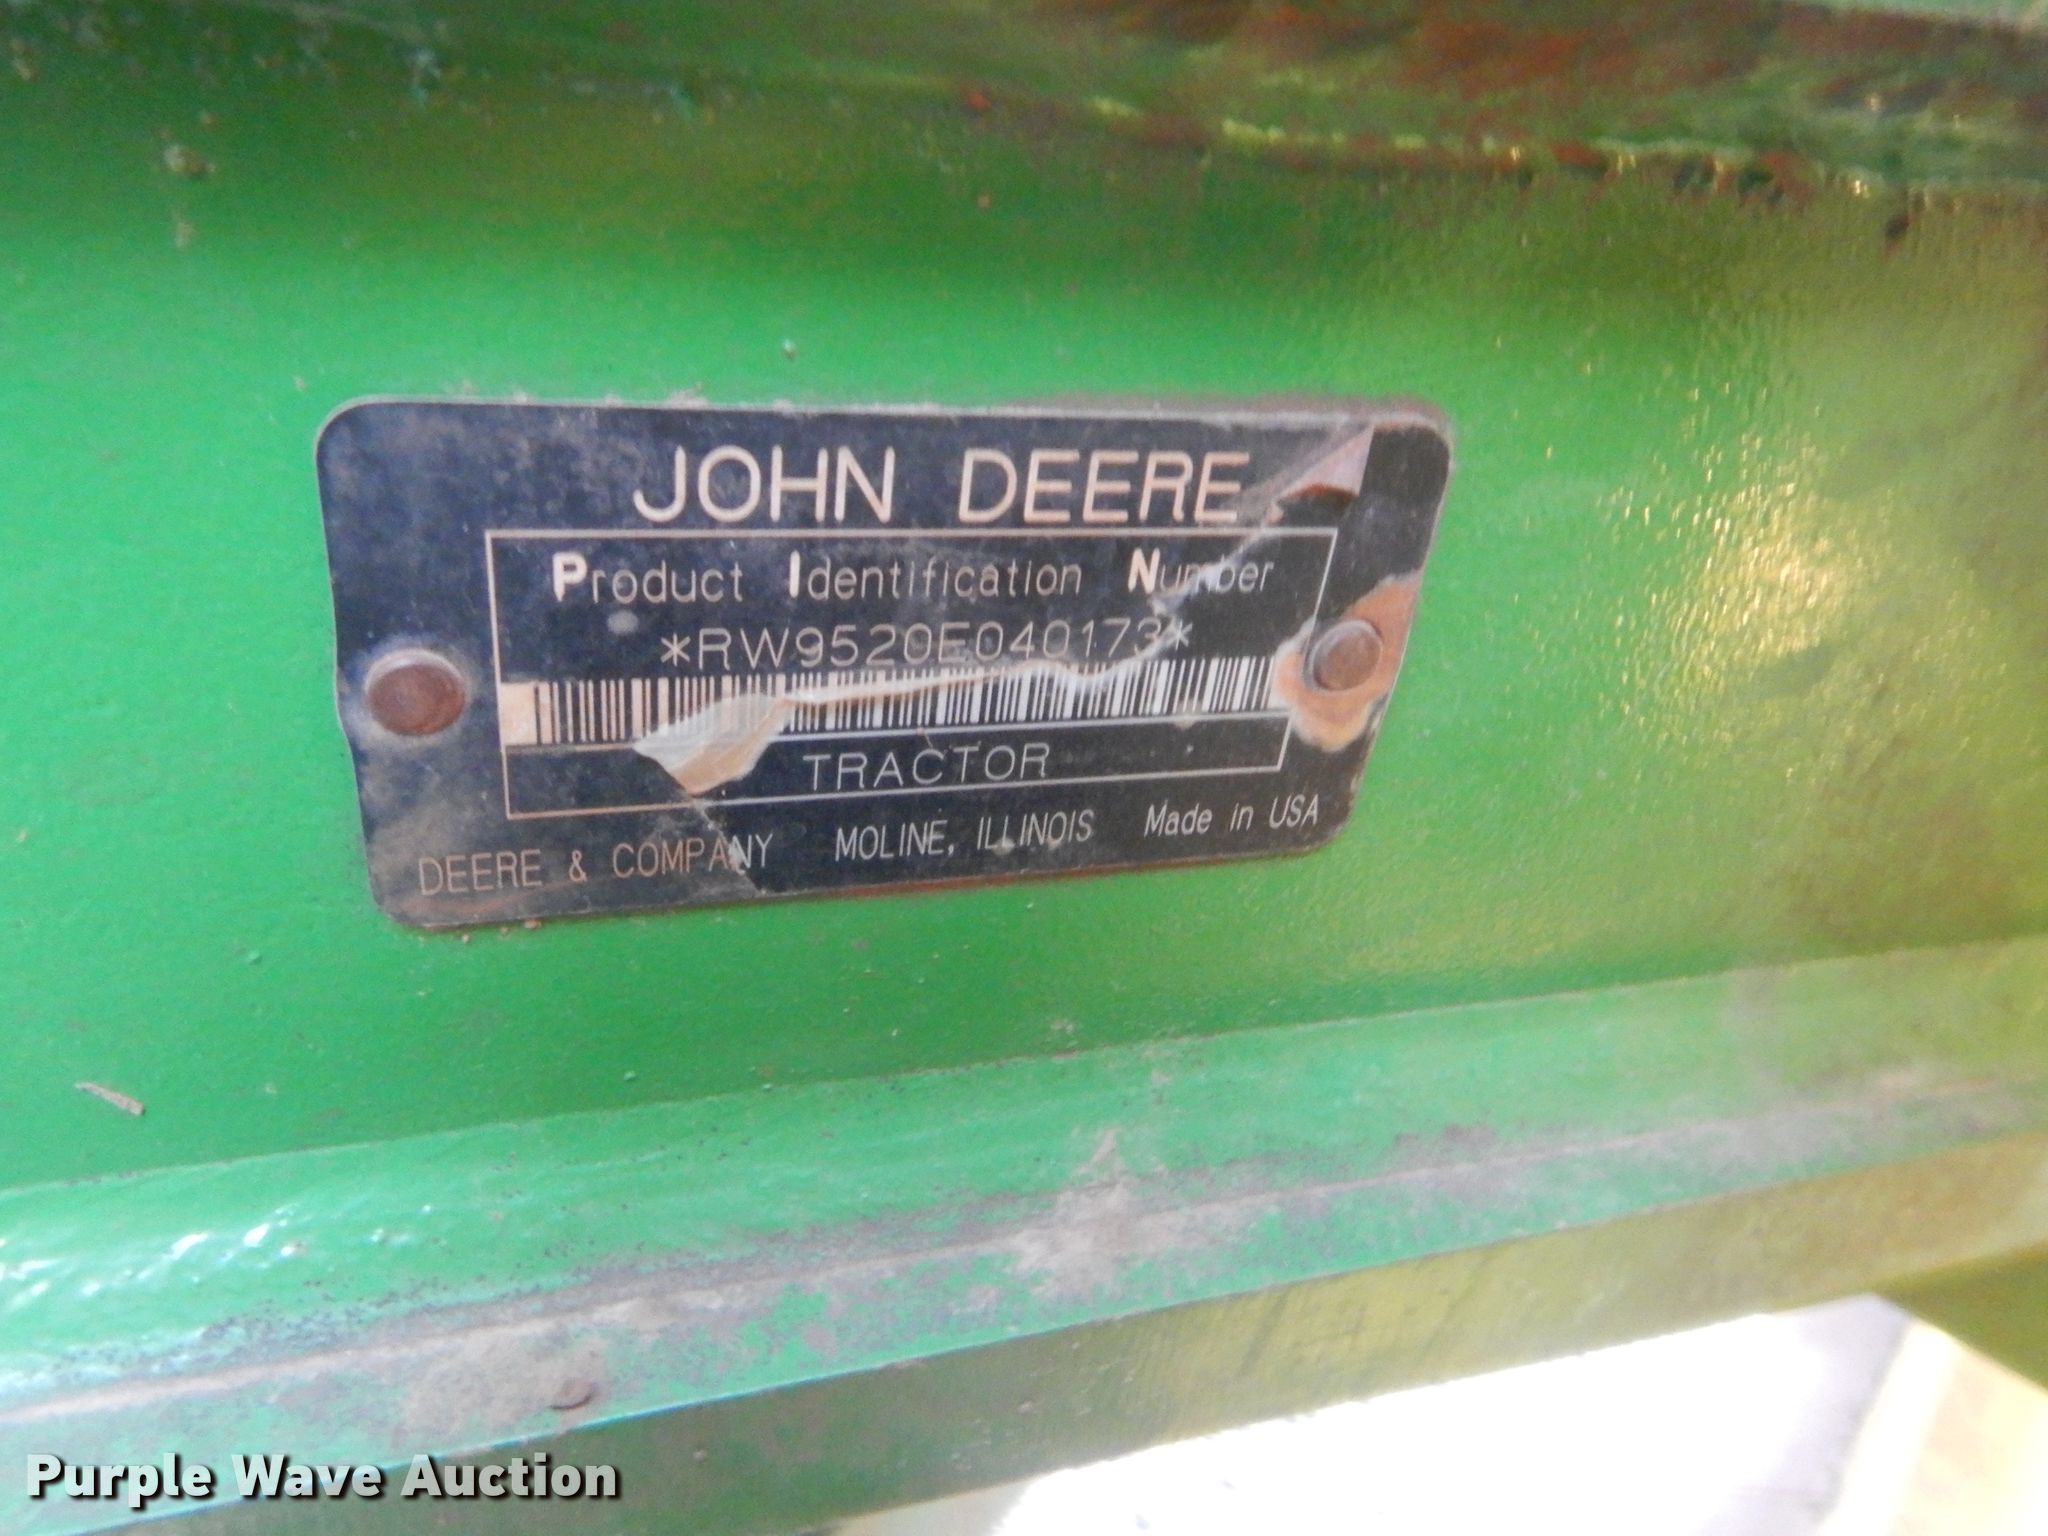 JOHN DEERE
Product Identification Number
*RW9520E040173*
TRACTOR
DEERE & COMPANY MOLINE, ILLINOIS Made in USA
Purple Wave Auction